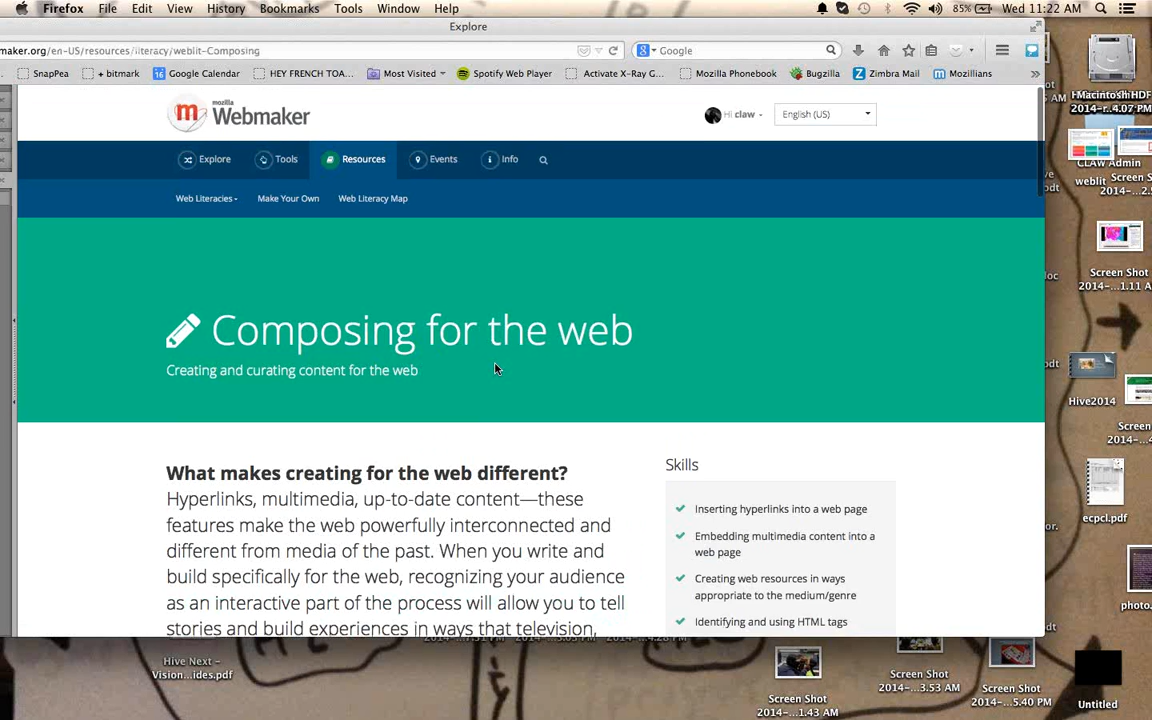 Firefox File Edit View History Bookmarks Tools Window Help 85% Wed 11:22 AM
Explore
maker.org/en-US/resources/literacy/weblit-Composing Google
SnapPea + bitmark 16 Google Calendar HEY FRENCH TOA... Most Visited Spotify Web Player Activate X-Ray G... Mozilla Phonebook Bugzilla Zimbra Mail Mozillians
mozilla
Webmaker
Hi claw
English (US)
Explore Tools Resources Events Info
Web Literacies Make Your Own Web Literacy Map
Composing for the web
Creating and curating content for the web
What makes creating for the web different?
Hyperlinks, multimedia, up-to-date content—these
features make the web powerfully interconnected and
different from media of the past. When you write and
build specifically for the web, recognizing your audience
as an interactive part of the process will allow you to tell
stories and build experiences in ways that television,
Skills
Inserting hyperlinks into a web page
Embedding multimedia content into a
web page
Creating web resources in ways
appropriate to the medium/genre
Identifying and using HTML tags
CLAW Admin
weblit Screen S
Screen Shot
2014-...1.11 A
Hive2014
Screen
2014-...4
ecpcl.pdf
photo.
Hive Next –
Vision...ides.pdf
Screen Shot
2014-...1.43 AM
Screen Shot
2014-...3.53 AM
Screen Shot
2014-...5.40 PM
Untitled